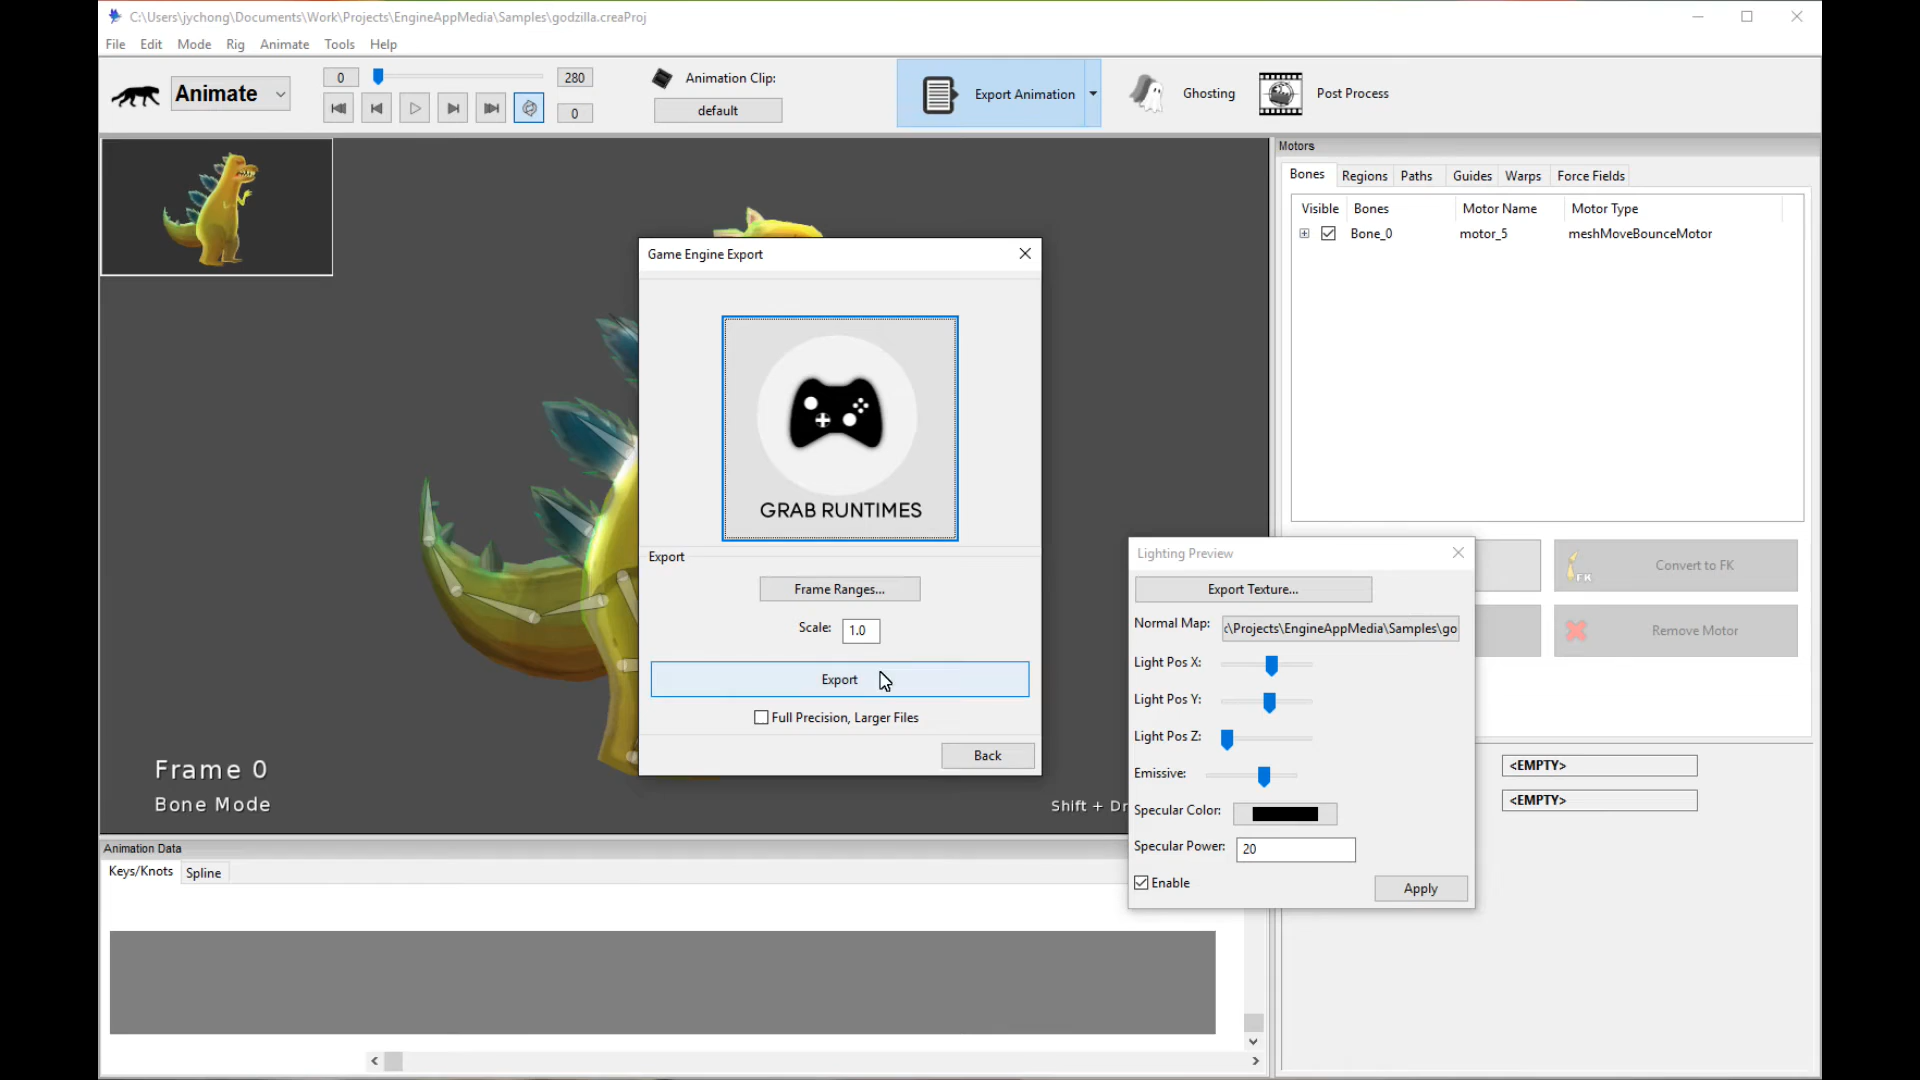 C:\Users\jychong\Documents\Work\Projects\EngineAppMedia\Samples\godzilla.creaProj
File Edit Mode Rig Animate Tools Help
Animate
0
280
0
Animation Clip:
default
Export Animation
Ghosting
Post Process
Motors
Bones Regions Paths Guides Warps Force Fields
Visible Bones Motor Name Motor Type
Bone_0 motor_5 meshMoveBounceMotor
Game Engine Export
GRAB RUNTIMES
Export
Frame Ranges...
Scale: 1.0
Export
Full Precision, Larger Files
Back
Lighting Preview
Export Texture...
Normal Map: :\Projects\EngineAppMedia\Samples\go
Light Pos X:
Light Pos Y:
Light Pos Z:
Emissive:
Specular Color:
Specular Power: 20
Enable
Apply
FK
Convert to FK
Remove Motor
<EMPTY>
<EMPTY>
Frame 0
Bone Mode
Shift + Dr
Animation Data
Keys/Knots Spline